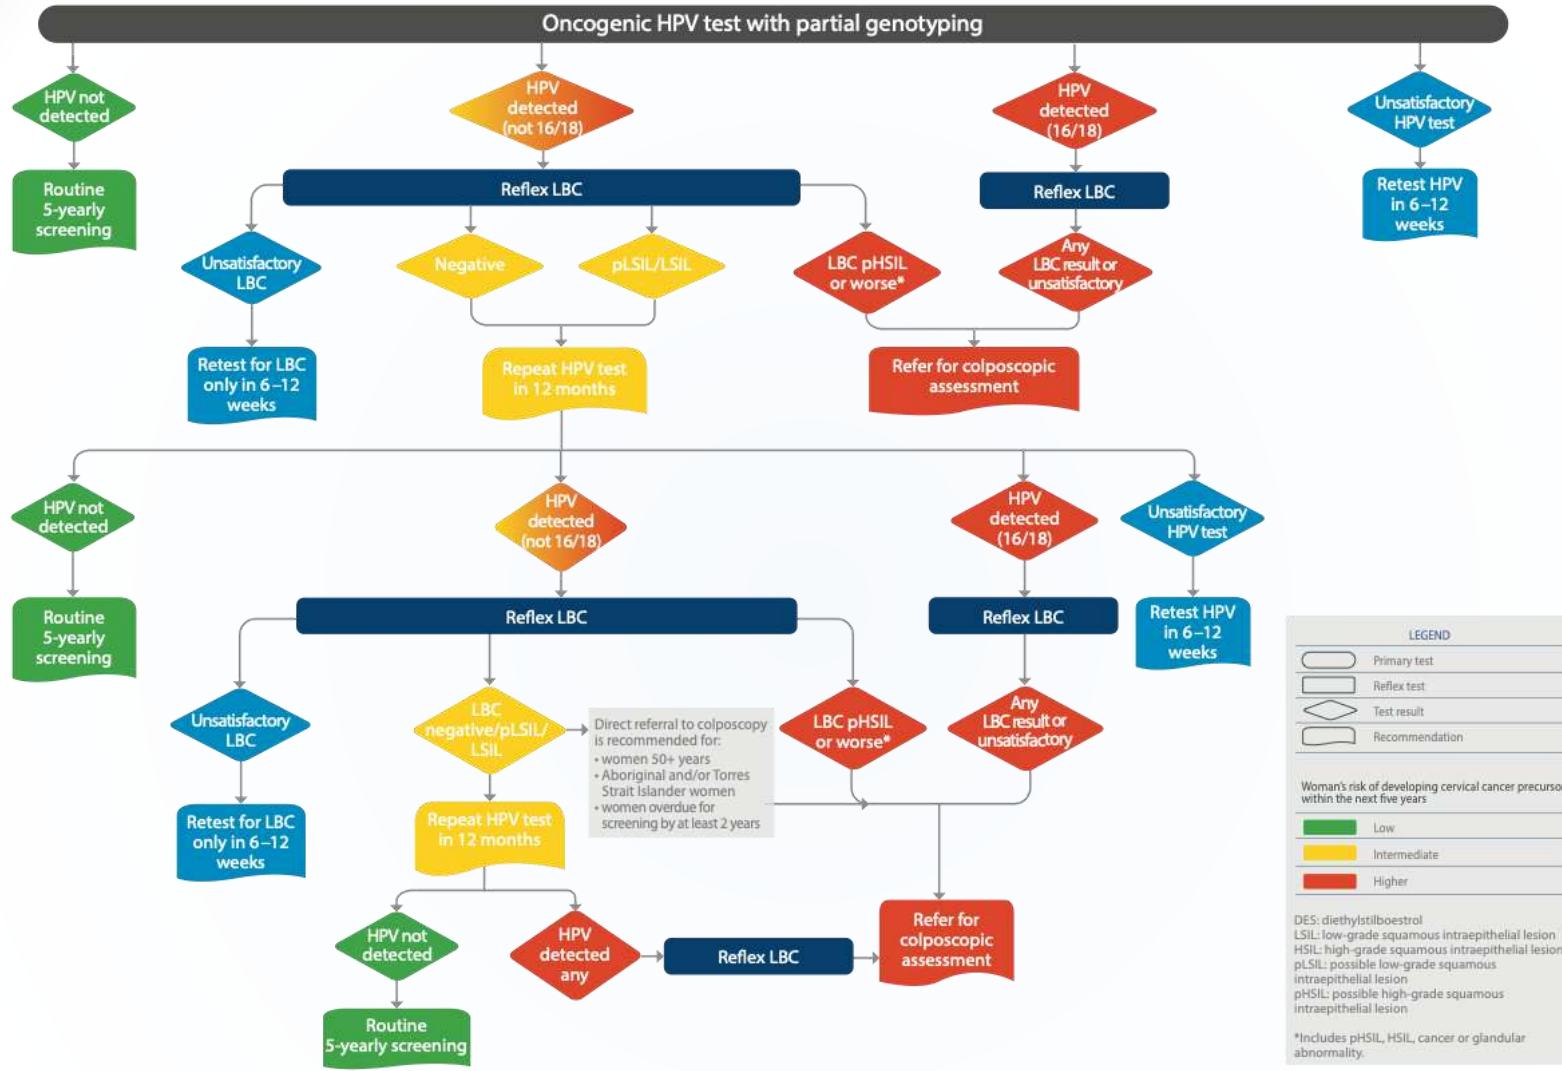 Oncogenic HPV test with partial genotyping
HPV not
detected
HPV
detected
(not 16/18)
HPV
detected
(16/18)
Unsatisfactory
HPV test
Routine
5-yearly
screening
Reflex LBC
Reflex LBC
Retest HPV
in 6–12
weeks
Unsatisfactory
LBC
Negative
pLSIL/LSIL
LBC pHSIL
or worse*
Any
LBC result or
unsatisfactory
Retest for LBC
only in 6–12
weeks
Repeat HPV test
in 12 months
Refer for colposcopic
assessment
HPV not
detected
HPV
detected
(not 16/18)
HPV
detected
(16/18)
Unsatisfactory
HPV test
Routine
5-yearly
screening
Reflex LBC
Reflex LBC
Retest HPV
in 6–12
weeks
Unsatisfactory
LBC
LBC
negative/pLSIL/
LSIL
Direct referral to colposcopy
is recommended for:
• women 50+ years
• Aboriginal and/or Torres
Strait Islander women
• women overdue for
screening by at least 2 years
LBC pHSIL
or worse*
Any
LBC result or
unsatisfactory
Retest for LBC
only in 6–12
weeks
Repeat HPV test
in 12 months
HPV not
detected
HPV
detected
any
Reflex LBC
Refer for
colposcopic
assessment
Routine
5-yearly screening
LEGEND
Primary test
Reflex test
Test result
Recommendation
Woman's risk of developing cervical cancer precursor
within the next five years
Low
Intermediate
Higher
DES: diethylstilboestrol
LSIL: low-grade squamous intraepithelial lesion
HSIL: high-grade squamous intraepithelial lesion
pLSIL: possible low-grade squamous
intraepithelial lesion
pHSIL: possible high-grade squamous
intraepithelial lesion
*Includes pHSIL, HSIL, cancer or glandular
abnormality.